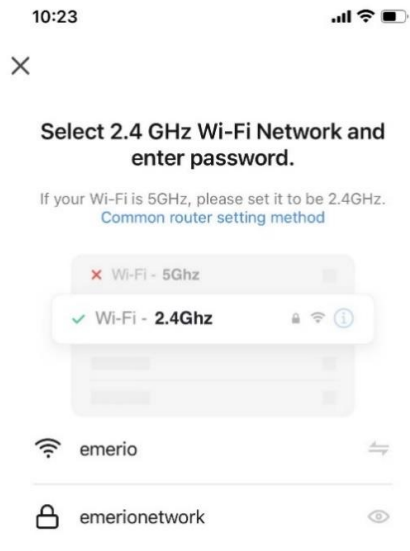 10:23
Select 2.4 GHz Wi-Fi Network and
enter password.
If your Wi-Fi is 5GHz, please set it to be 2.4GHz.
Common router setting method
Wi-Fi - 5Ghz
Wi-Fi - 2.4Ghz
emerio
emerionetwork